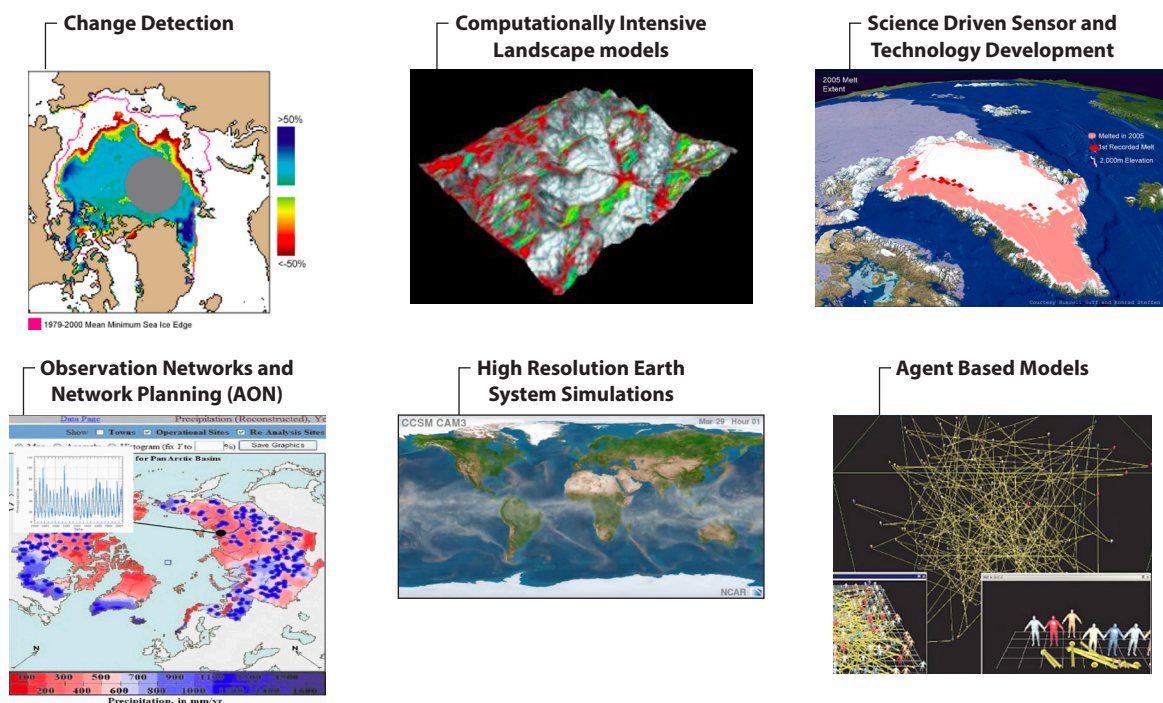 Change Detection
Computationally Intensive
Landscape models
Science Driven Sensor and
Technology Development
>50%
<-50%
1979-2000 Mean Minimum Sea Ice Edge
2005 Melt
Extent
Melted in 2005
1st Recorded Melt
2,000m Elevation
Courtesy Russell Huff and Konrad Steffen
Observation Networks and
Network Planning (AON)
High Resolution Earth
System Simulations
Agent Based Models
Data Page Precipitation (Reconstructed),
Show Towns Operational Sites Re-Analysis Sites
(fix Y to %) Save Graphics
for Pan Arctic Basins
N
N
100 300 500 700 900
200 400 600 800 1000 1600
Precipitation, in mm/yr
CCSM CAM3
Mar 29 Hour 01
NCAR